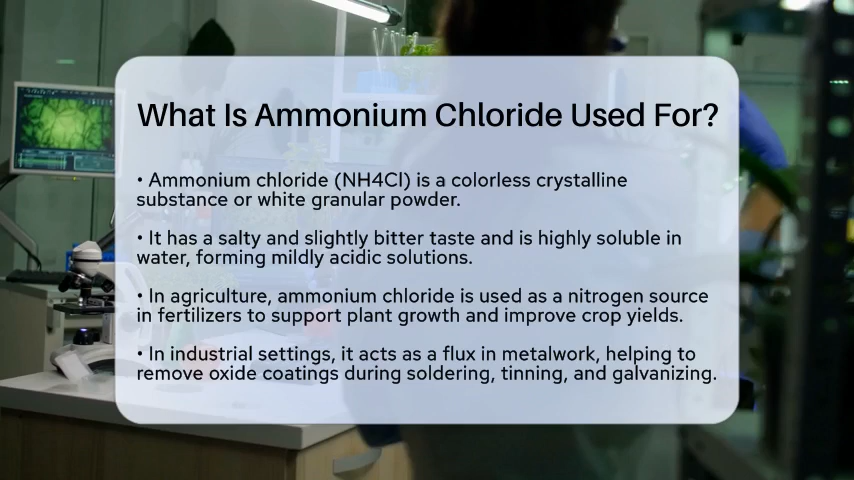 What Is Ammonium Chloride Used For?
• Ammonium chloride (NH4Cl) is a colorless crystalline
substance or white granular powder.
• It has a salty and slightly bitter taste and is highly soluble in
water, forming mildly acidic solutions.
• In agriculture, ammonium chloride is used as a nitrogen source
in fertilizers to support plant growth and improve crop yields.
• In industrial settings, it acts as a flux in metalwork, helping to
remove oxide coatings during soldering, tinning, and galvanizing.